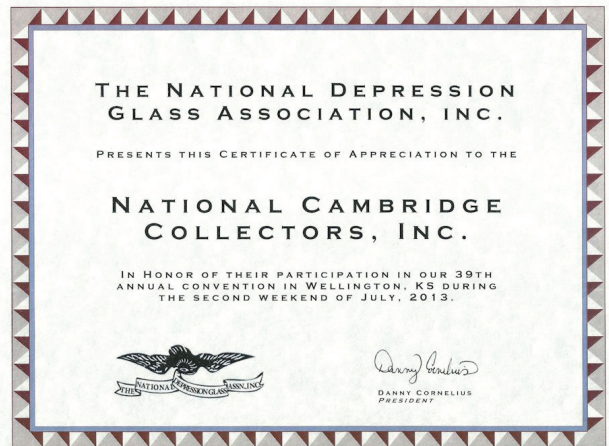 THE NATIONAL DEPRESSION
GLASS ASSOCIATION, INC.
PRESENTS THIS CERTIFICATE OF APPRECIATION TO THE
NATIONAL CAMBRIDGE
COLLECTORS, INC.
IN HONOR OF THEIR PARTICIPATION IN OUR 39TH
ANNUAL CONVENTION IN WELLINGTON, KS DURING
THE SECOND WEEKEND OF JULY, 2013.
THE NATIONAL DEPRESSION GLASS ASSN., INC.
Danny Cornelius
DANNY CORNELIUS
PRESIDENT